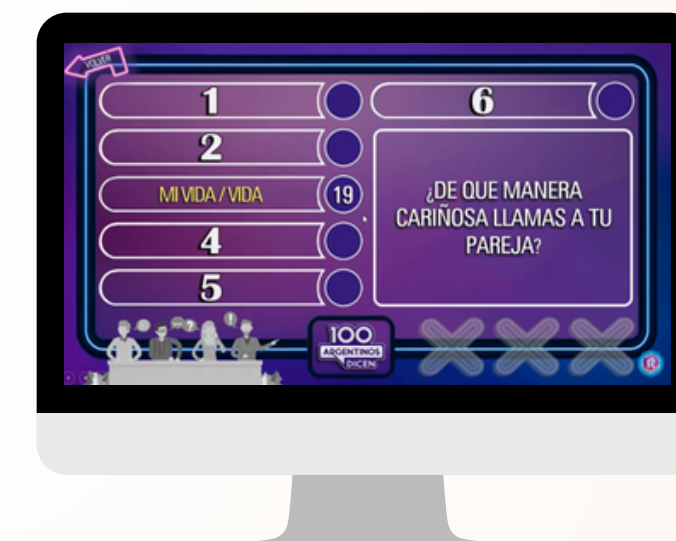 VOLVER
1
2
MI VIDA / VIDA 19
4
5
6
¿DE QUE MANERA
CARIÑOSA LLAMAS A TU
PAREJA?
100
ARGENTINOS
DICEN